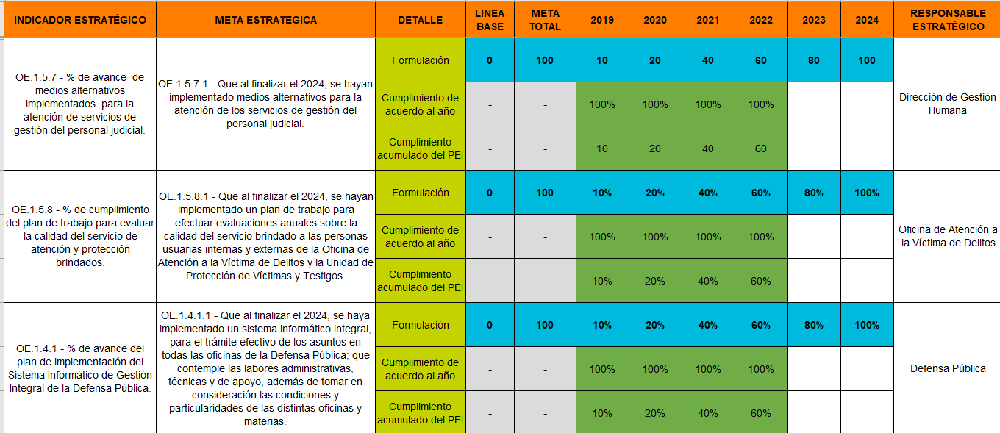 INDICADOR ESTRATÉGICO
META ESTRATEGICA
DETALLE
LINEA
BASE
META
TOTAL
2019
2020
2021
2022
2023
2024
RESPONSABLE
ESTRATÉGICO
OE.1.5.7 - % de avance de
medios alternativos
implementados para la
atención de servicios de
gestión del personal judicial.
OE.1.5.7.1 - Que al finalizar el 2024, se hayan
implementado medios alternativos para la
atención de los servicios de gestión del
personal judicial.
Formulación
0
100
10
20
40
60
80
100
Cumplimiento de
acuerdo al año
-
-
100%
100%
100%
100%
Cumplimiento
acumulado del PEI
-
-
10
20
40
60
Dirección de Gestión
Humana
OE.1.5.8 - % de cumplimiento
del plan de trabajo para evaluar
la calidad del servicio de
atención y protección
brindados.
OE.1.5.8.1 - Que al finalizar el 2024, se hayan
implementado un plan de trabajo para
efectuar evaluaciones anuales sobre la
calidad del servicio brindado a las personas
usuarias internas y externas de la Oficina de
Atención a la Víctima de Delitos y la Unidad de
Protección de Víctimas y Testigos.
Formulación
0
100
10%
20%
40%
60%
80%
100%
Cumplimiento de
acuerdo al año
-
-
100%
100%
100%
100%
Cumplimiento
acumulado del PEI
-
-
10%
20%
40%
60%
Oficina de Atención a
la Víctima de Delitos
OE.1.4.1 - % de avance del
plan de implementación del
Sistema Informático de Gestión
Integral de la Defensa Pública.
OE.1.4.1.1 - Que al finalizar el 2024, se haya
implementado un sistema informático integral,
para el trámite efectivo de los asuntos en
todas las oficinas de la Defensa Pública; que
contemple las labores administrativas,
técnicas y de apoyo, además de tomar en
consideración las condiciones y
particularidades de las distintas oficinas y
materias.
Formulación
0
100
10%
20%
40%
60%
80%
100%
Cumplimiento de
acuerdo al año
-
-
100%
100%
100%
100%
Cumplimiento
acumulado del PEI
-
-
10%
20%
40%
60%
Defensa Pública